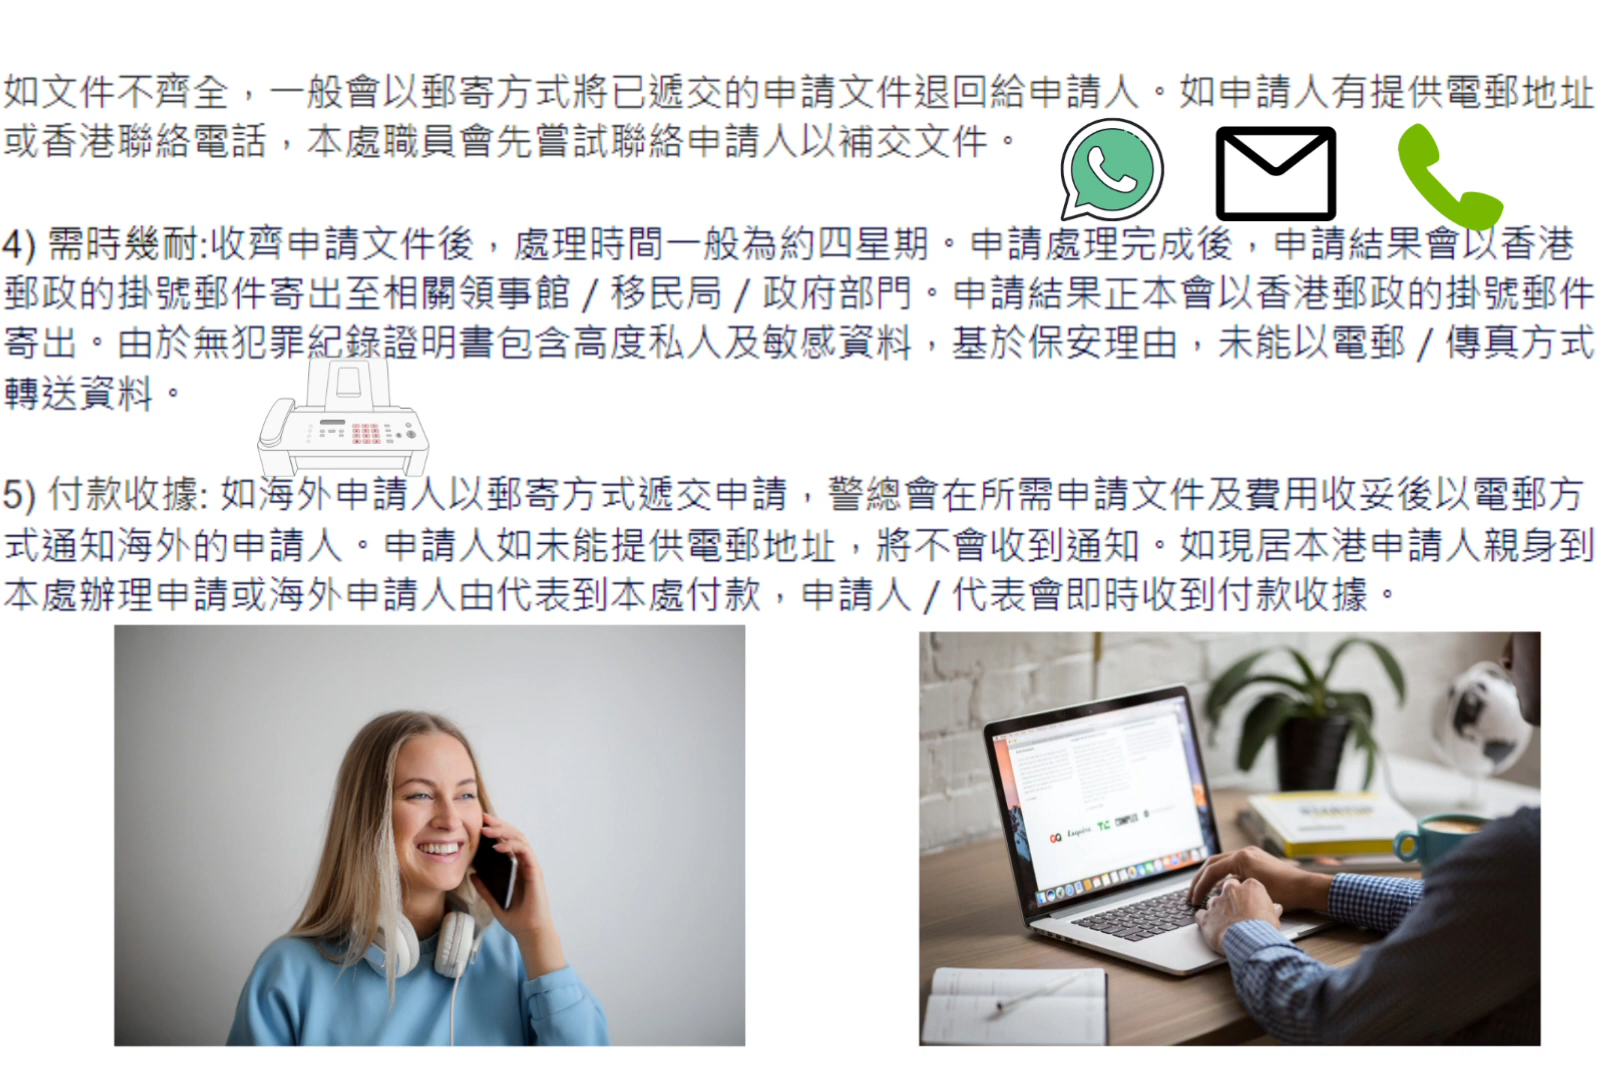 如文件不齊全，一般會以郵寄方式將已遞交的申請文件退回給申請人。如申請人有提供電郵地址
或香港聯絡電話，本處職員會先嘗試聯絡申請人以補交文件。
4) 需時幾耐:收齊申請文件後，處理時間一般為約四星期。申請處理完成後，申請結果會以香港
郵政的掛號郵件寄出至相關領事館 / 移民局 / 政府部門。申請結果正本會以香港郵政的掛號郵件
寄出。由於無犯罪紀錄證明書包含高度私人及敏感資料，基於保安理由，未能以電郵 / 傳真方式
轉送資料。
5) 付款收據: 如海外申請人以郵寄方式遞交申請，警總會在所需申請文件及費用收妥後以電郵方
式通知海外的申請人。申請人如未能提供電郵地址，將不會收到通知。如現居本港申請人親身到
本處辦理申請或海外申請人由代表到本處付款，申請人 / 代表會即時收到付款收據。
GQ Esquire TC COMPLEX
STARTUP